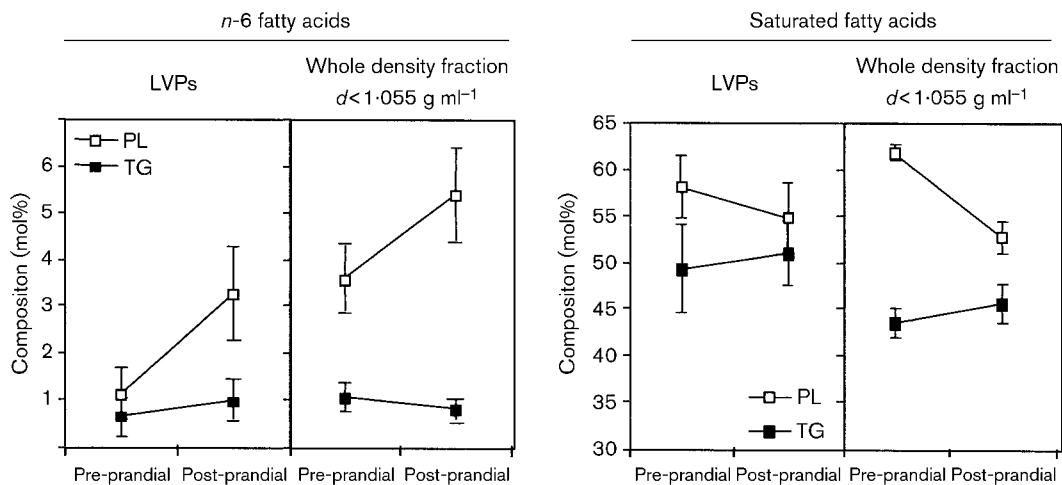 n-6 fatty acids
LVPs
Whole density fraction
d<1·055 g ml⁻¹
Compositon (mol%)
6
5
4
3
2
1
PL
TG
Pre-prandial Post-prandial Pre-prandial Post-prandial
Saturated fatty acids
LVPs
Whole density fraction
d<1·055 g ml⁻¹
Compositon (mol%)
65
60
55
50
45
40
35
30
PL
TG
Pre-prandial Post-prandial Pre-prandial Post-prandial